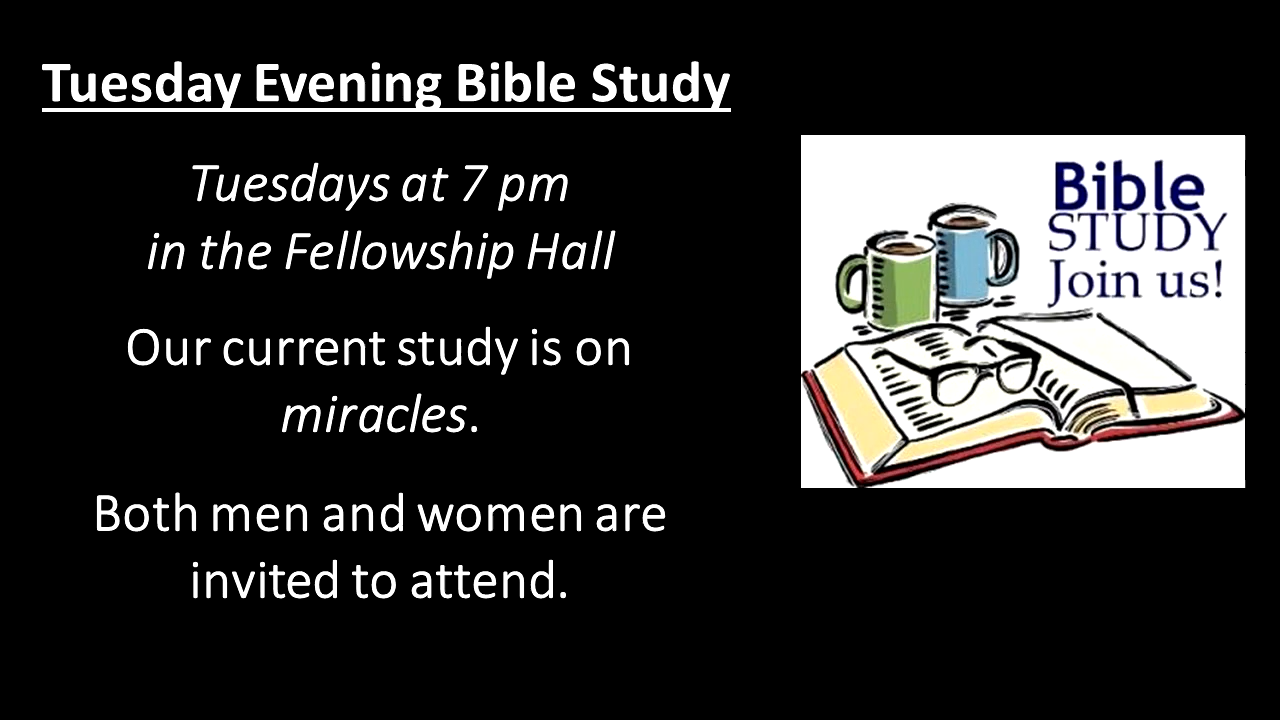 Tuesday Evening Bible Study
Tuesdays at 7 pm
in the Fellowship Hall
Our current study is on
miracles.
Both men and women are
invited to attend.
Bible
STUDY
Join us!